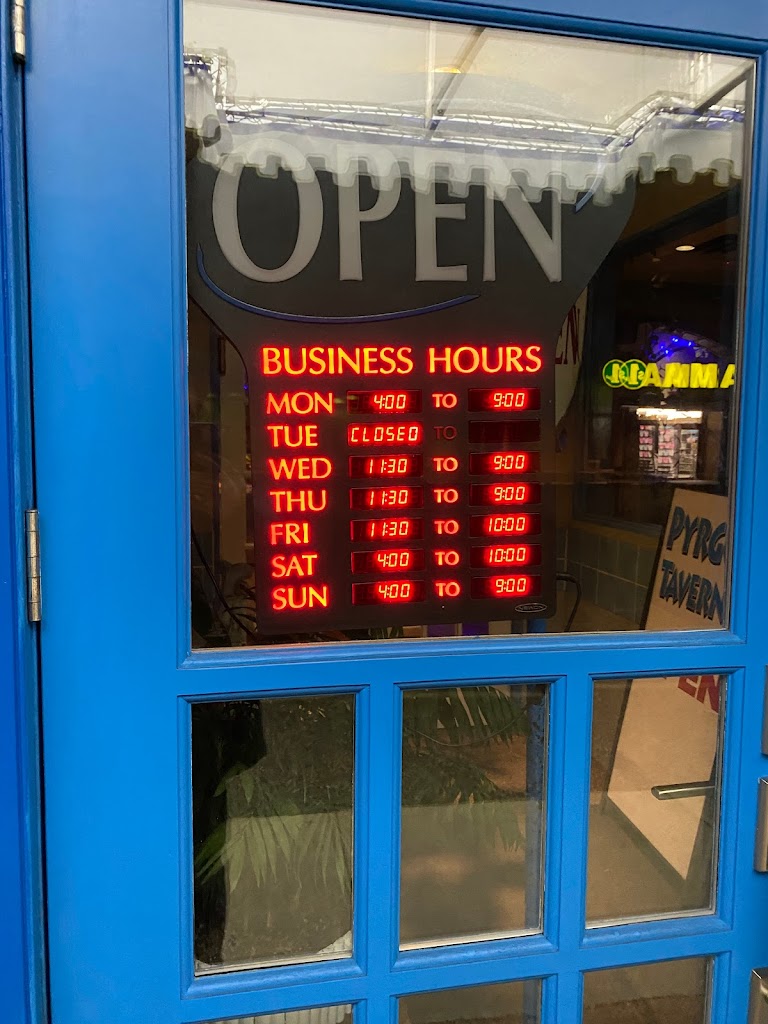 OPEN
BUSINESS HOURS
MON 4:00 TO 9:00
TUE CLOSED TO
WED 11:30 TO 9:00
THU 11:30 TO 9:00
FRI 11:30 TO 10:00
SAT 4:00 TO 10:00
SUN 4:00 TO 9:00
PYRG
TAVERN
EN